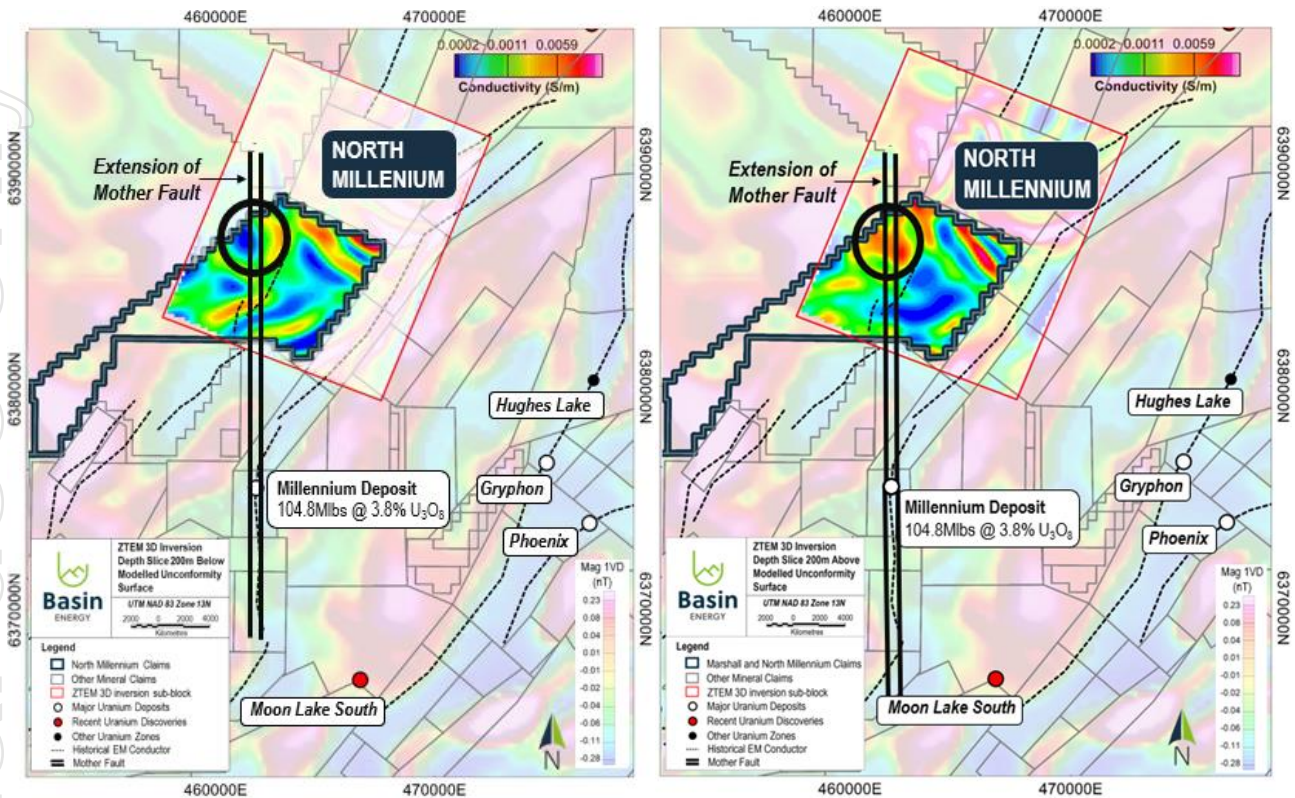 460000E
470000E
0.0002
0.0011
0.0059
Conductivity (S/m)
6390000N
6380000N
6370000N
Extension of
Mother Fault
NORTH
MILLENIUM
Hughes Lake
Gryphon
Phoenix
Millennium Deposit
104.8Mlbs @ 3.8% U₃O₈
Moon Lake South
Basin
ENERGY
ZTEM 3D Inversion
Depth Slice 200m Below
Modelled Unconformity
Surface
UTM NAD 83 Zone 13N
2000 0 2000 4000
Kilometres
Legend
North Millennium Claims
Other Mineral Claims
ZTEM 3D inversion sub-block
Major Uranium Deposits
Recent Uranium Discoveries
Other Uranium Zones
Historical EM Conductor
Mother Fault
Mag 1VD
(nT)
0.23
0.08
0.04
0.01
-0.01
-0.02
-0.04
-0.06
-0.11
-0.28
N
460000E
470000E
460000E
470000E
0.0002
0.0011
0.0059
Conductivity (S/m)
6390000N
6380000N
6370000N
Extension of
Mother Fault
NORTH
MILLENNIUM
Hughes Lake
Gryphon
Phoenix
Millennium Deposit
104.8Mlbs @ 3.8% U₃O₈
Moon Lake South
Basin
ENERGY
ZTEM 3D Inversion
Depth Slice 200m Above
Modelled Unconformity
Surface
UTM NAD 83 Zone 13N
2000 0 2000 4000
Kilometres
Legend
Marshall and North Millennium Claims
Other Mineral Claims
ZTEM 3D inversion sub-block
Major Uranium Deposits
Recent Uranium Discoveries
Other Uranium Zones
Historical EM Conductor
Mother Fault
Mag 1VD
(nT)
0.23
0.08
0.04
0.01
-0.01
-0.02
-0.04
-0.06
-0.11
-0.28
N
460000E
470000E